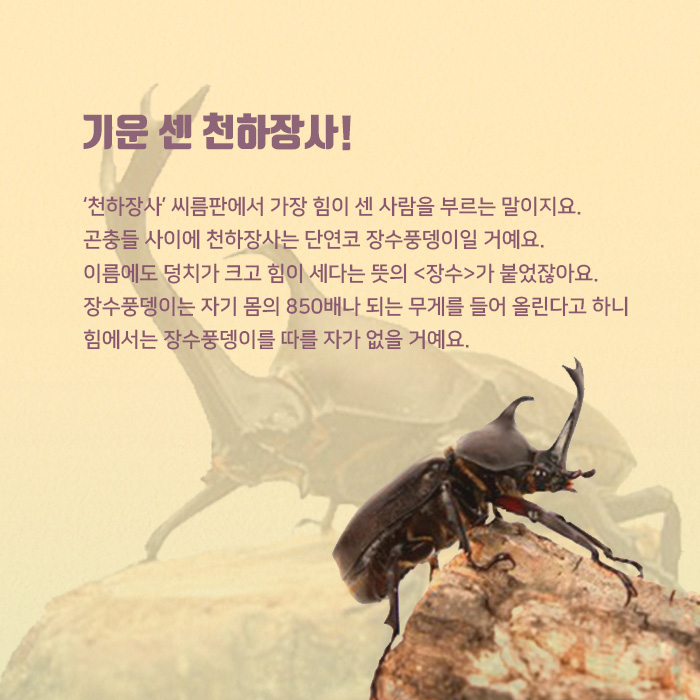 기운 센 천하장사!
‘천하장사’ 씨름판에서 가장 힘이 센 사람을 부르는 말이지요.
곤충들 사이에 천하장사는 단연코 장수풍뎅이일 거예요.
이름에도 덩치가 크고 힘이 세다는 뜻의 <장수>가 붙었잖아요.
장수풍뎅이는 자기 몸의 850배나 되는 무게를 들어 올린다고 하니
힘에서는 장수풍뎅이를 따를 자가 없을 거예요.